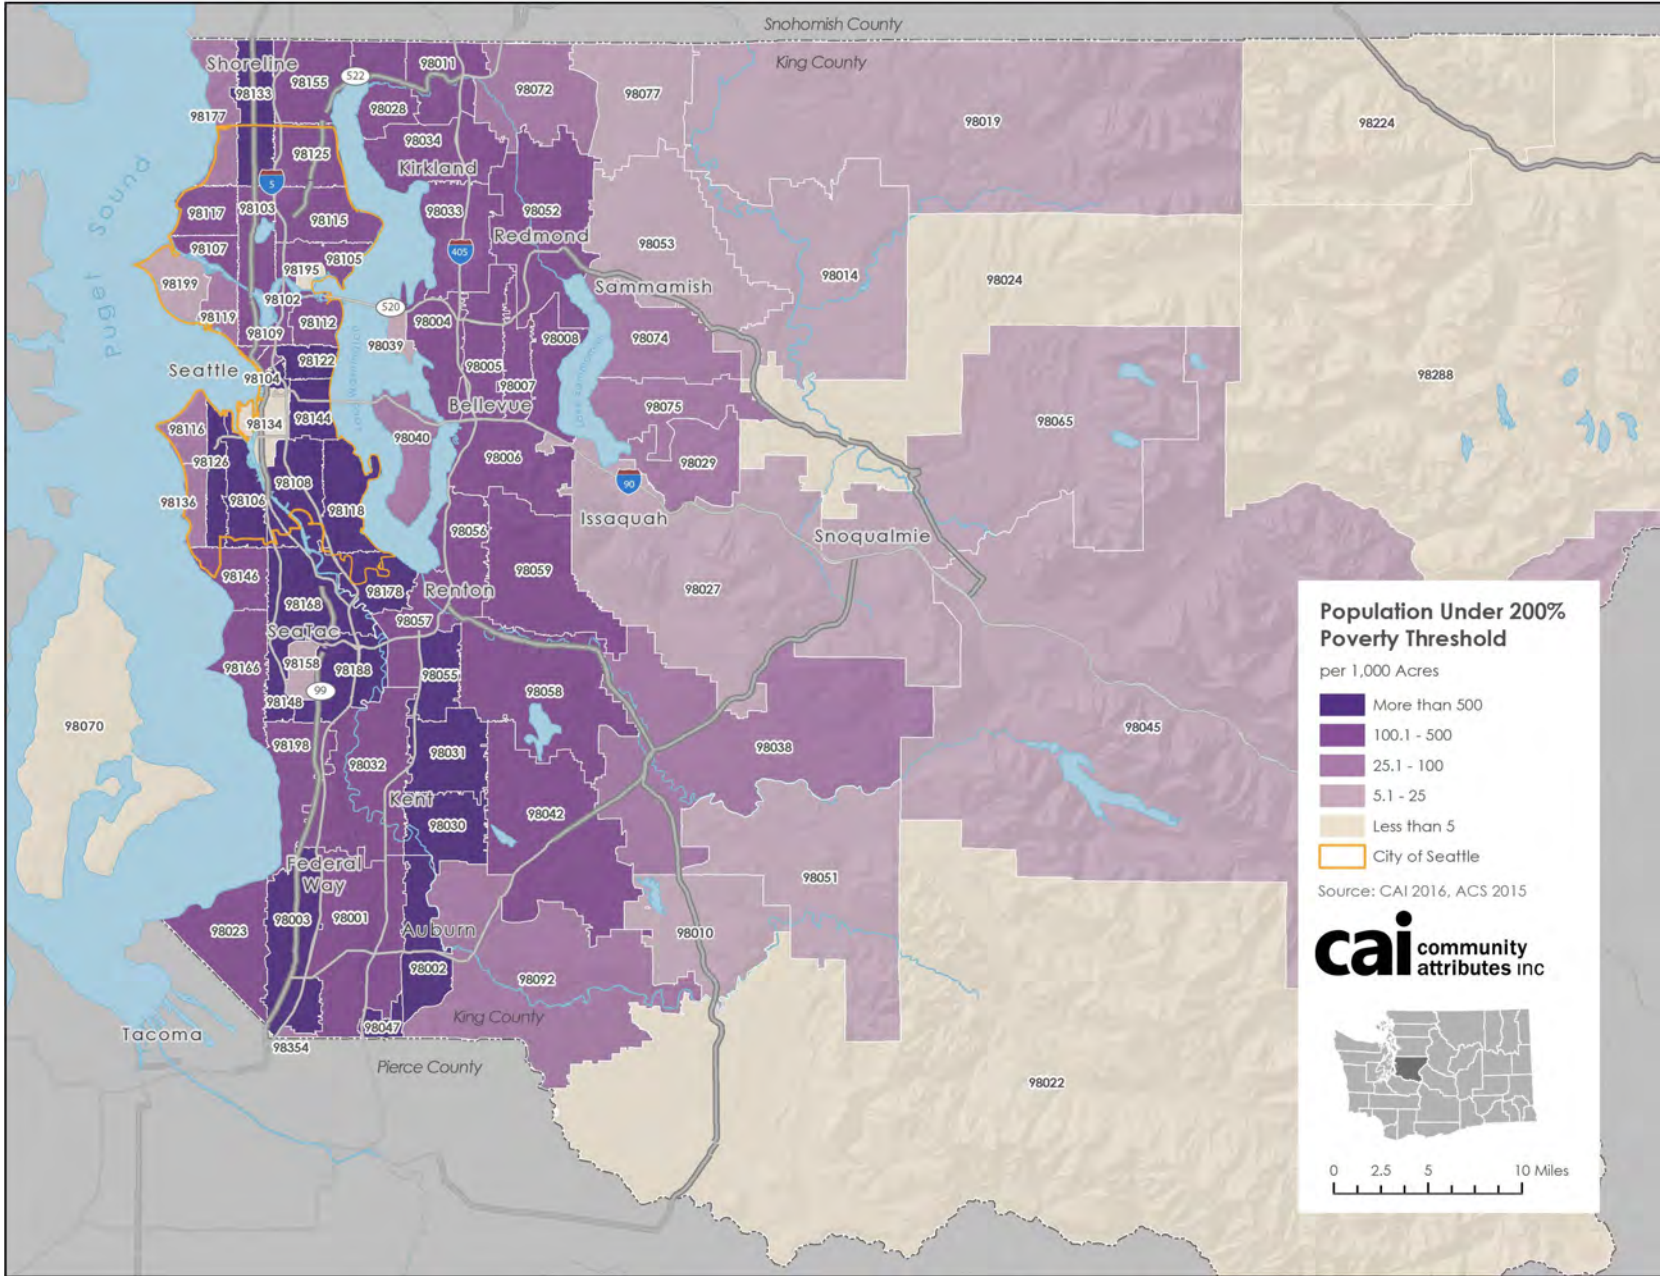 Snohomish County
King County
Shoreline
98133
98155
522
98011
98072
98077
98019
98224
98177
98028
98034
Kirkland
98125
5
Puget Sound
98117
98103
98115
98033
98052
Redmond
98053
98107
98105
405
98195
98199
98014
98024
98102
520
Sammamish
98119
98112
98109
98004
98039
98008
98074
98122
98005
Seattle
98104
98007
98288
Bellevue
98075
98134
98144
98065
98116
98040
98126
98006
98029
98108
90
98136
98106
98118
Issaquah
98056
Snoqualmie
98059
98146
98178
Renton
98027
98168
98057
SeaTac
98158
98166
98188
98055
98058
99
98148
98070
98045
98198
98038
98031
98032
Kent
98030
98042
Federal
Way
98051
98003
98001
98023
Auburn
98010
98002
98092
King County
98047
Tacoma
98354
Pierce County
98022
Population Under 200%
Poverty Threshold
per 1,000 Acres
More than 500
100.1 - 500
25.1 - 100
5.1 - 25
Less than 5
City of Seattle
Source: CAI 2016, ACS 2015
cai community
attributes inc
0 2.5 5 10 Miles